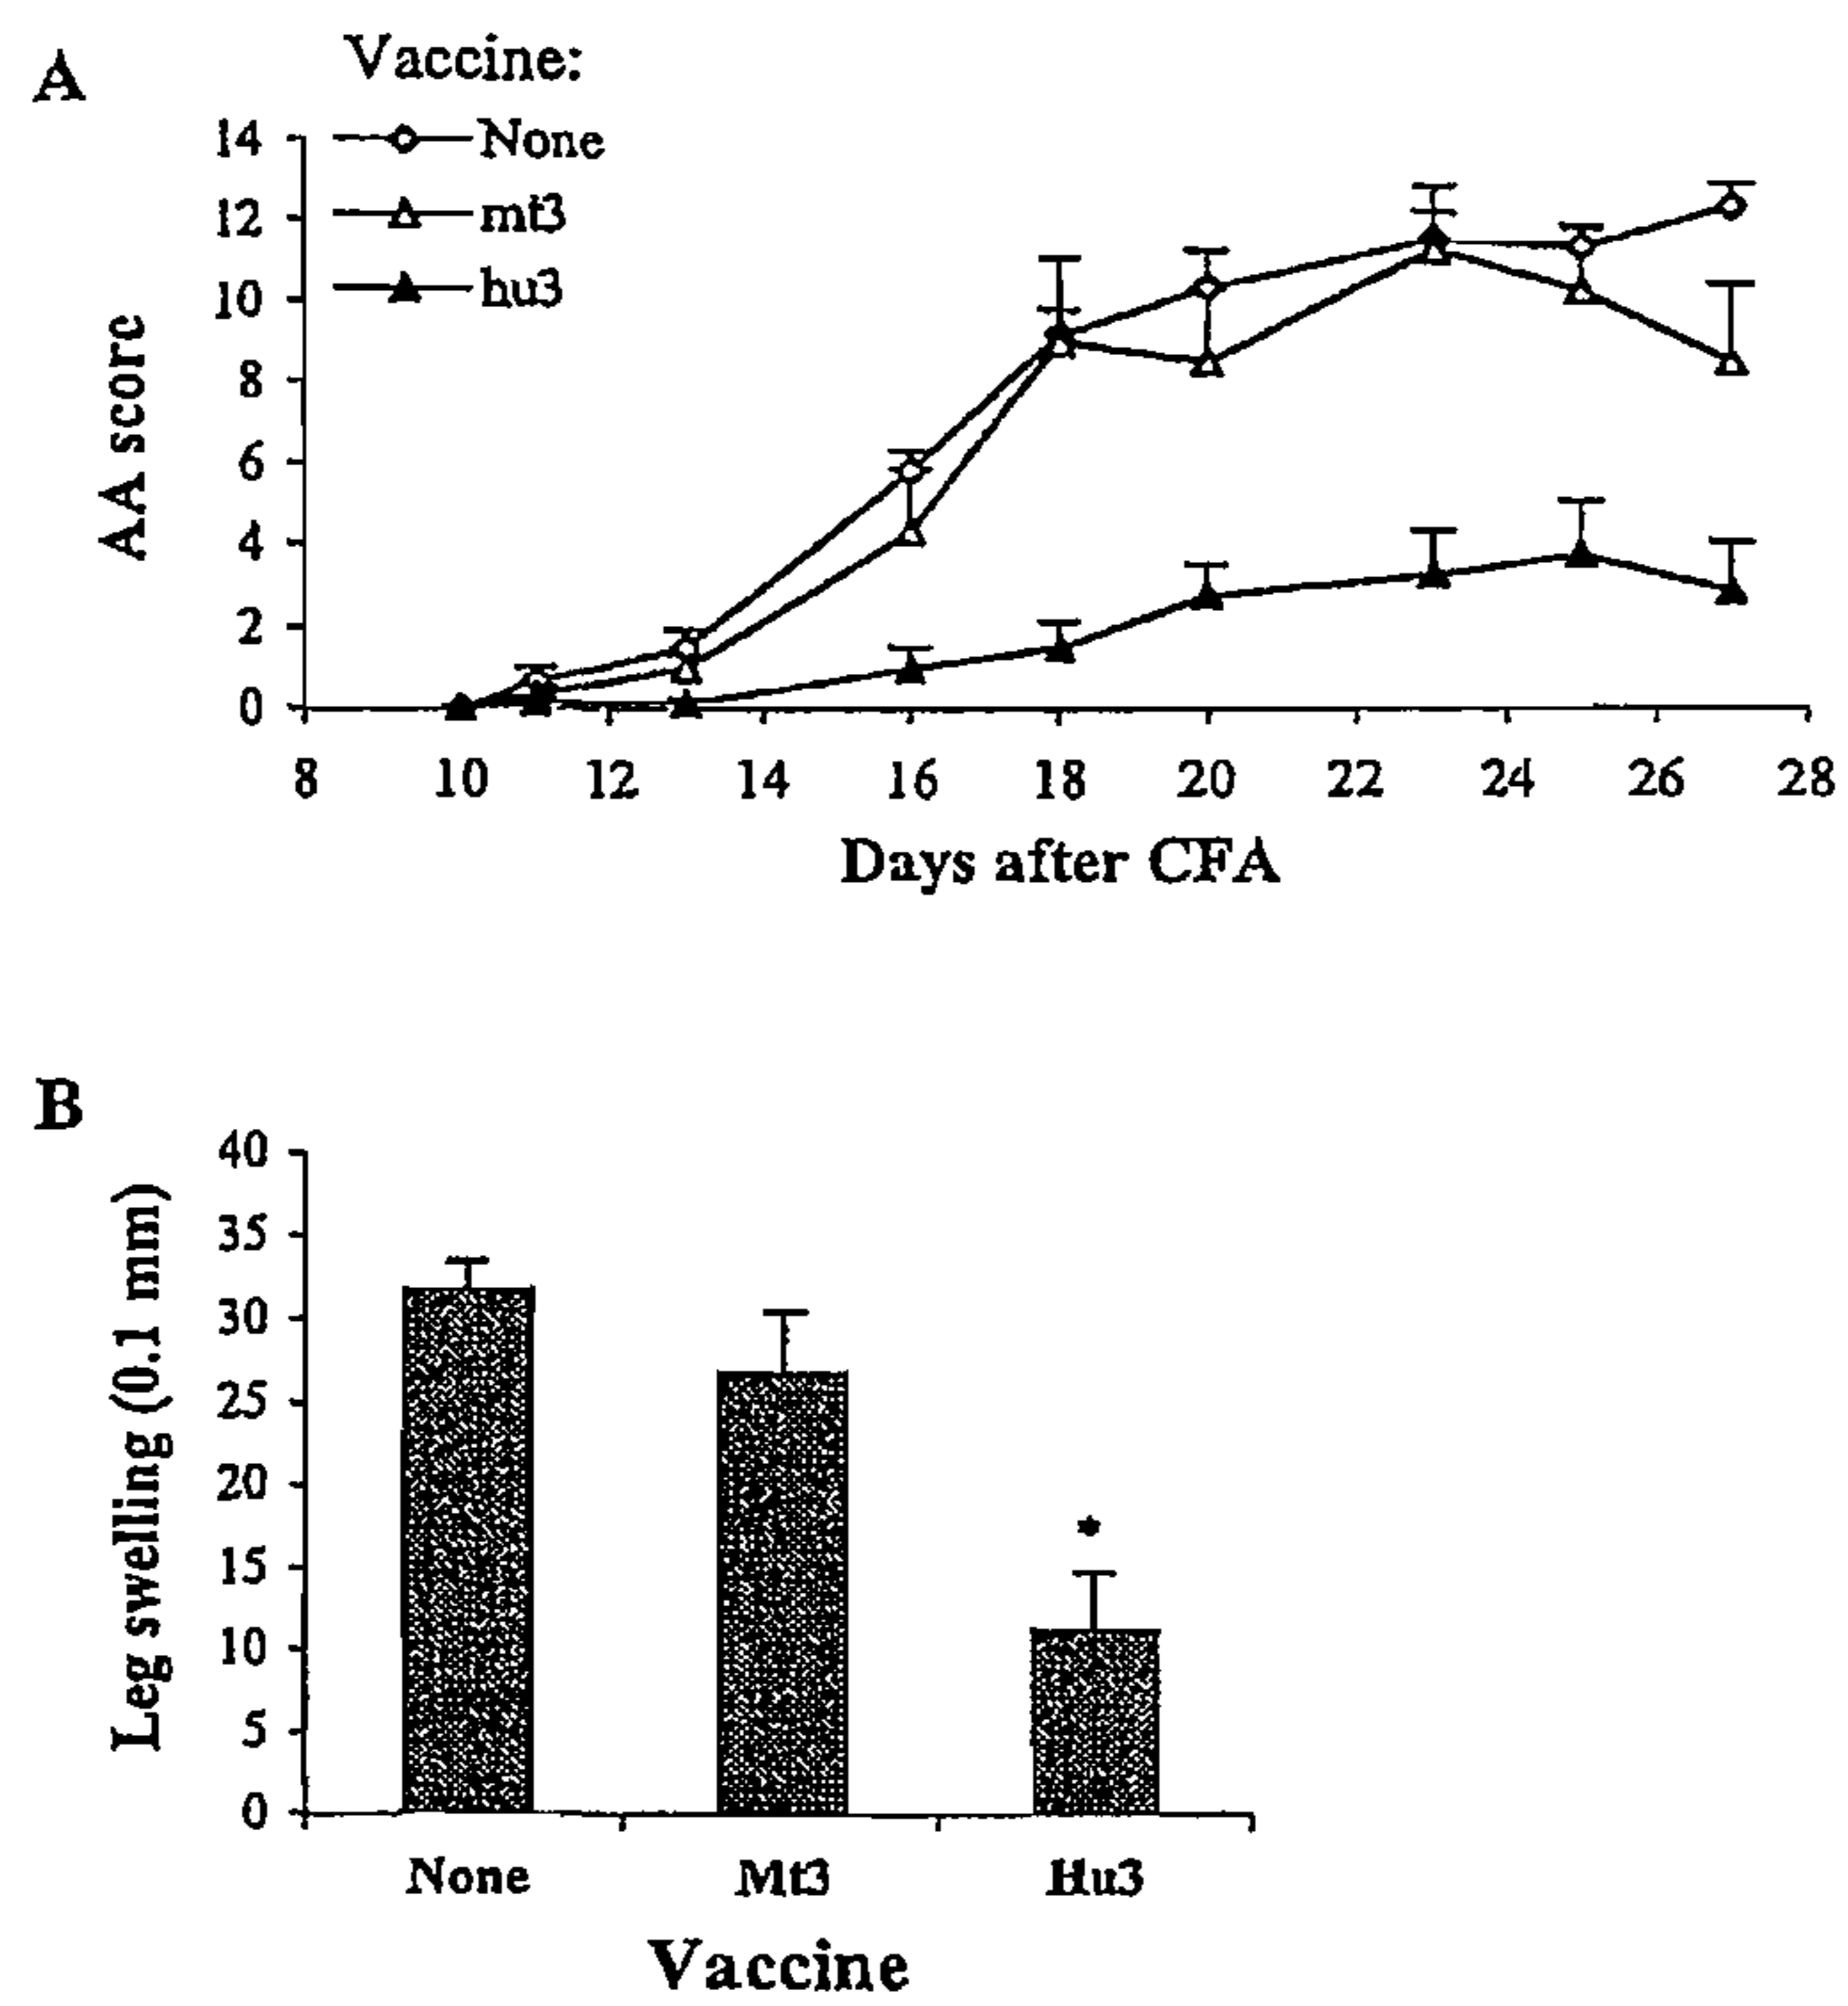 A
Vaccine:
None
mt3
hu3
14
12
10
8
6
4
2
0
AA score
8 10 12 14 16 18 20 22 24 26 28
Days after CFA
B
40
35
30
25
20
15
10
5
0
Leg swelling (0.1 mm)
*
None Mt3 Hu3
Vaccine